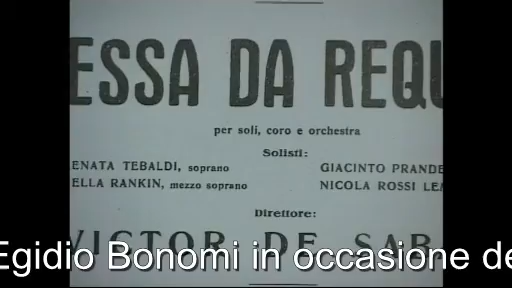 ESSA DA REQU
per soli, coro e orchestra
Solisti:
ENATA TEBALDI, soprano
GIACINTO PRANDE
ELLA RANKIN, mezzo soprano
NICOLA ROSSI LE
Direttore:
VICTOR DE SAB
Egidio Bonomi in occasione de